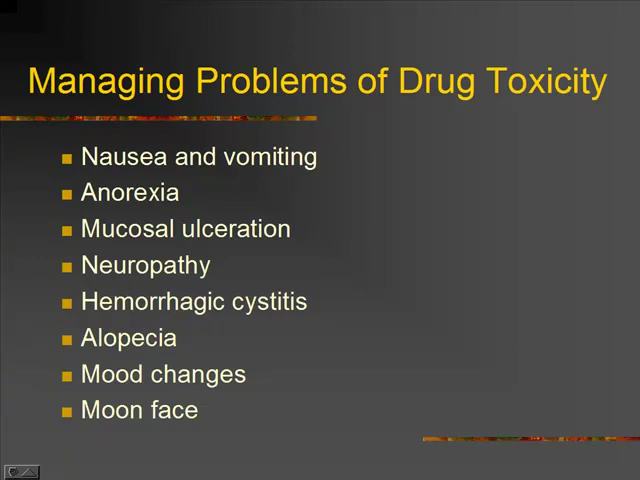 Managing Problems of Drug Toxicity
Nausea and vomiting
Anorexia
Mucosal ulceration
Neuropathy
Hemorrhagic cystitis
Alopecia
Mood changes
Moon face